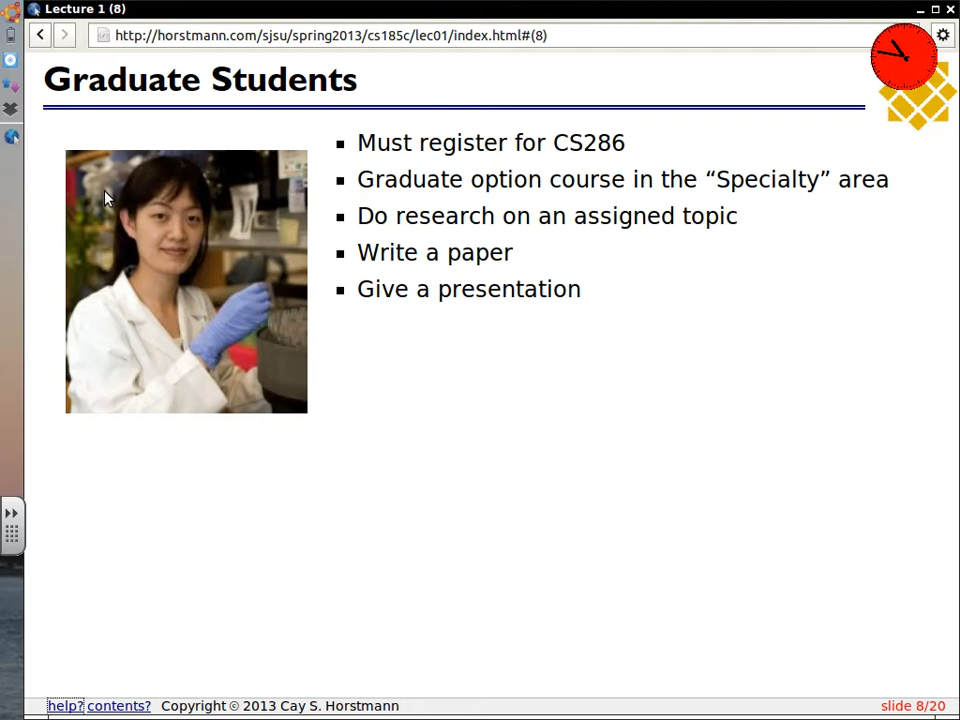 Lecture 1 (8)
http://horstmann.com/sjsu/spring2013/cs185c/lec01/index.html#(8)
Graduate Students
Must register for CS286
Graduate option course in the “Specialty” area
Do research on an assigned topic
Write a paper
Give a presentation
help? contents? Copyright © 2013 Cay S. Horstmann slide 8/20